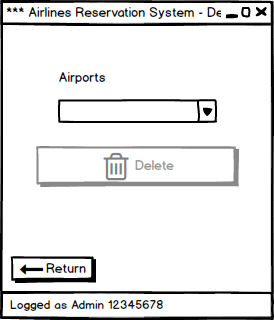 *** Airlines Reservation System - De
Airports
Delete
Return
Logged as Admin 12345678